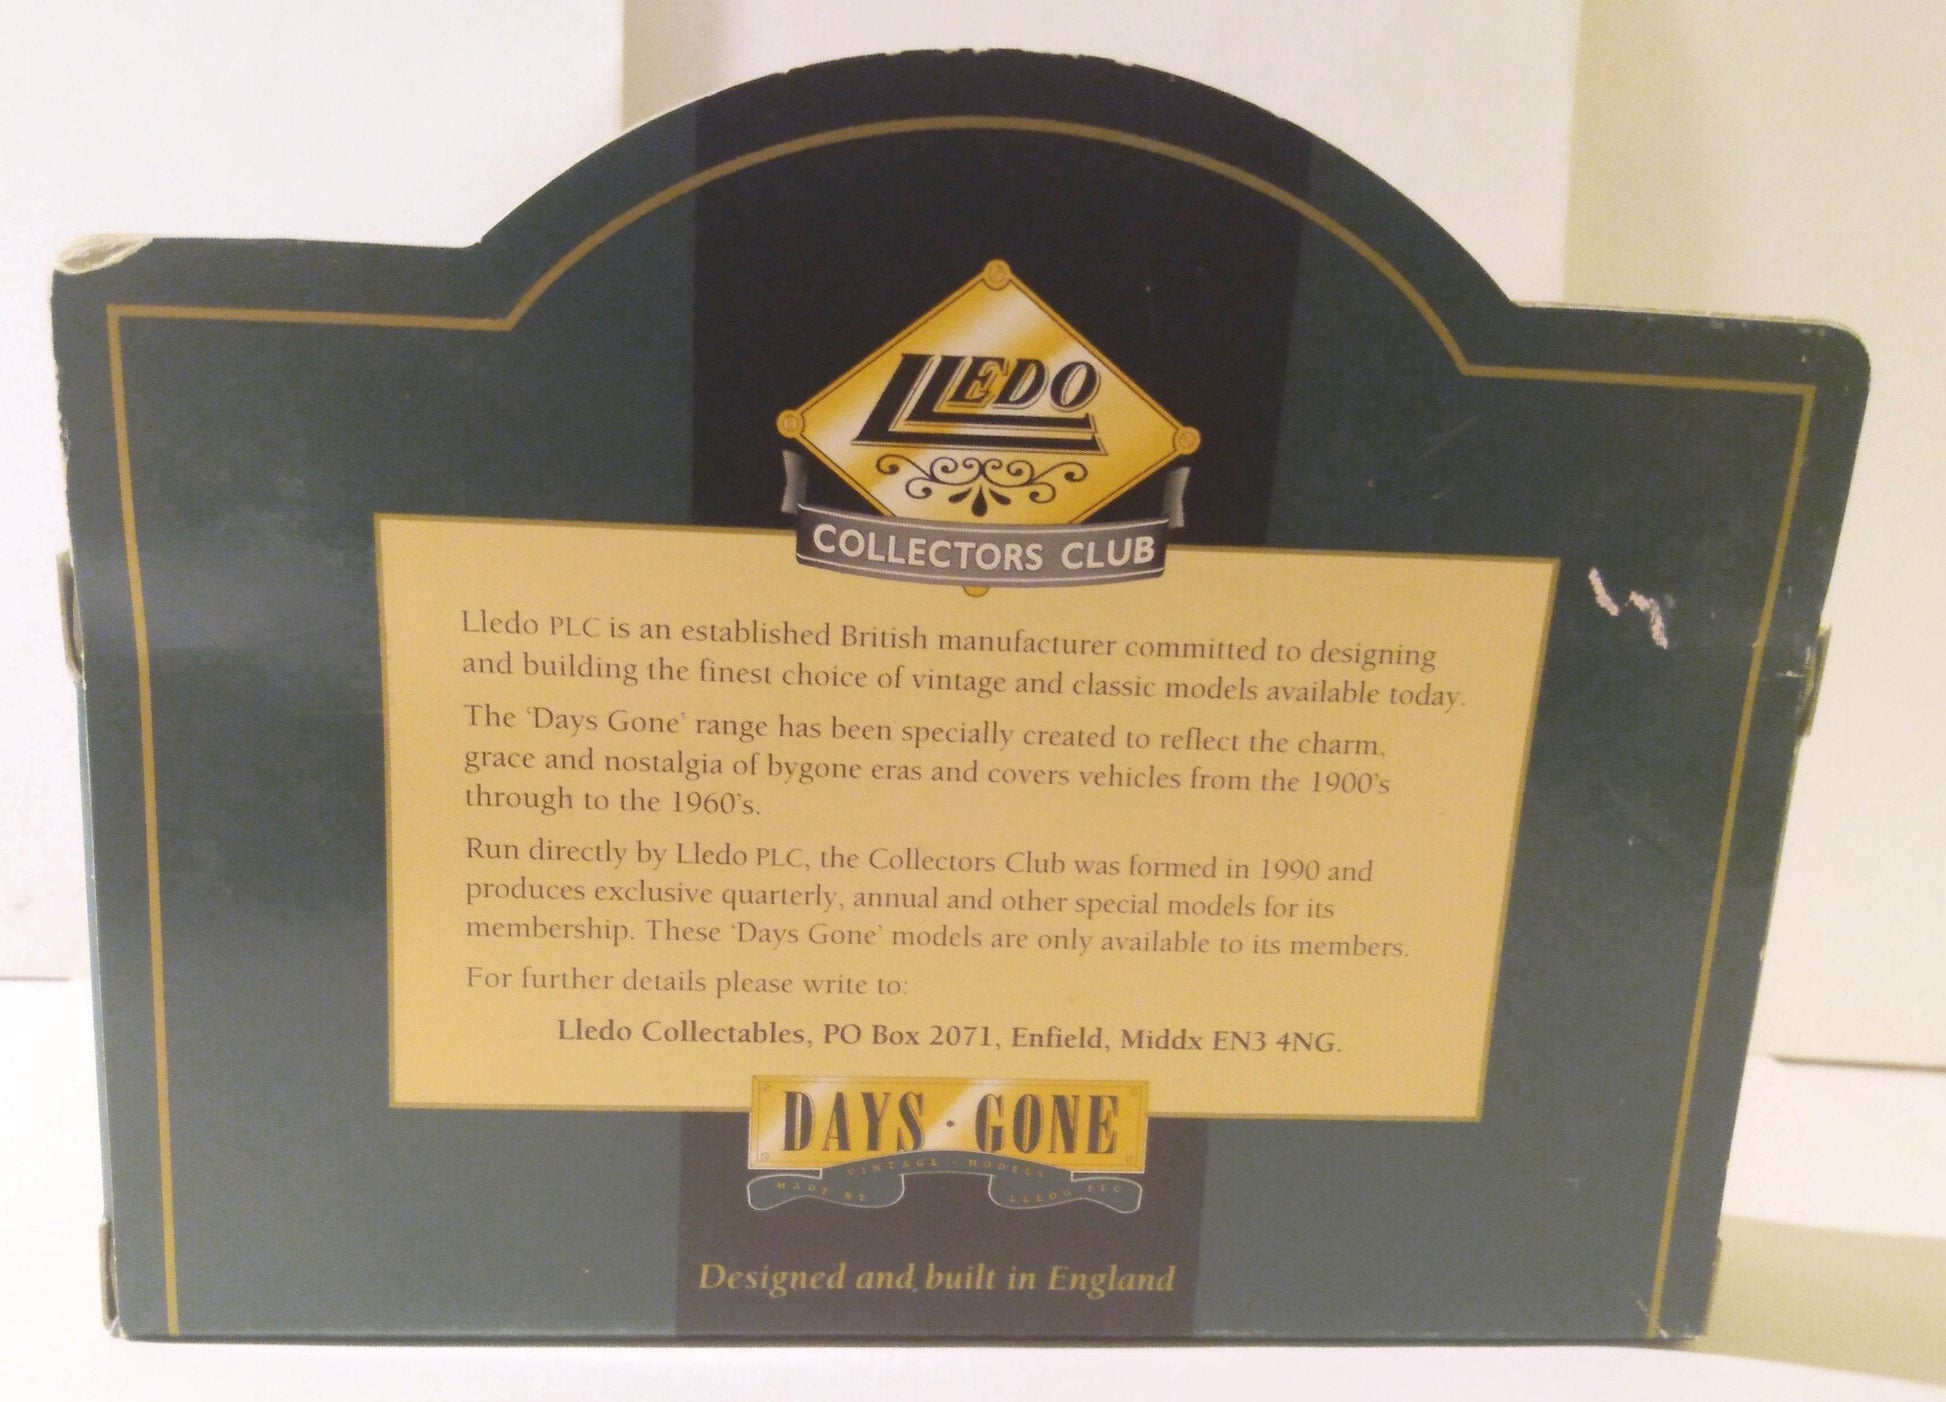 LLEDO
COLLECTORS CLUB
Lledo PLC is an established British manufacturer committed to designing
and building the finest choice of vintage and classic models available today.
The ‘Days Gone’ range has been specially created to reflect the charm,
grace and nostalgia of bygone eras and covers vehicles from the 1900's
through to the 1960's.
Run directly by Lledo PLC, the Collectors Club was formed in 1990 and
produces exclusive quarterly, annual and other special models for its
membership. These ‘Days Gone’ models are only available to its members.
For further details please write to:
Lledo Collectables, PO Box 2071, Enfield, Middx EN3 4NG.
DAYS · GONE
VINTAGE · MODELS
MADE BY LLEDO PLC
Designed and built in England